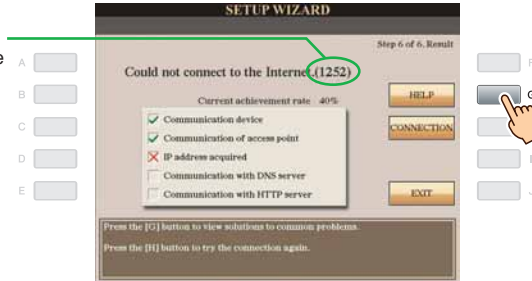 SETUP WIZARD
Step 6 of 6. Result
e
A
Could not connect to the Internet.(1252)
F
B
Current achievement rate 40%
HELP
G
Communication device
C
Communication of access point
CONNECTION
D
IP address acquired
Communication with DNS server
E
Communication with HTTP server
EXIT
J
Press the [G] button to view solutions to common problems.
Press the [H] button to try the connection again.